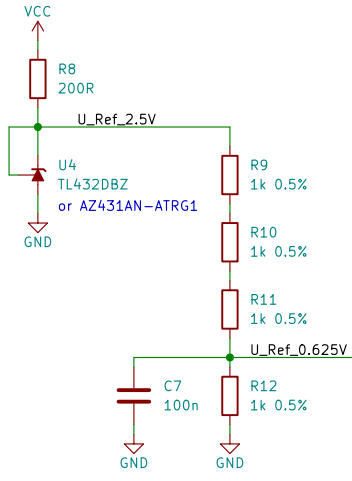 VCC
R8
200R
U_Ref_2.5V
U4
TL432DBZ
or AZ431AN-ATRG1
GND
R9
1k 0.5%
R10
1k 0.5%
R11
1k 0.5%
U_Ref_0.625V
C7
100n
R12
1k 0.5%
GND
GND